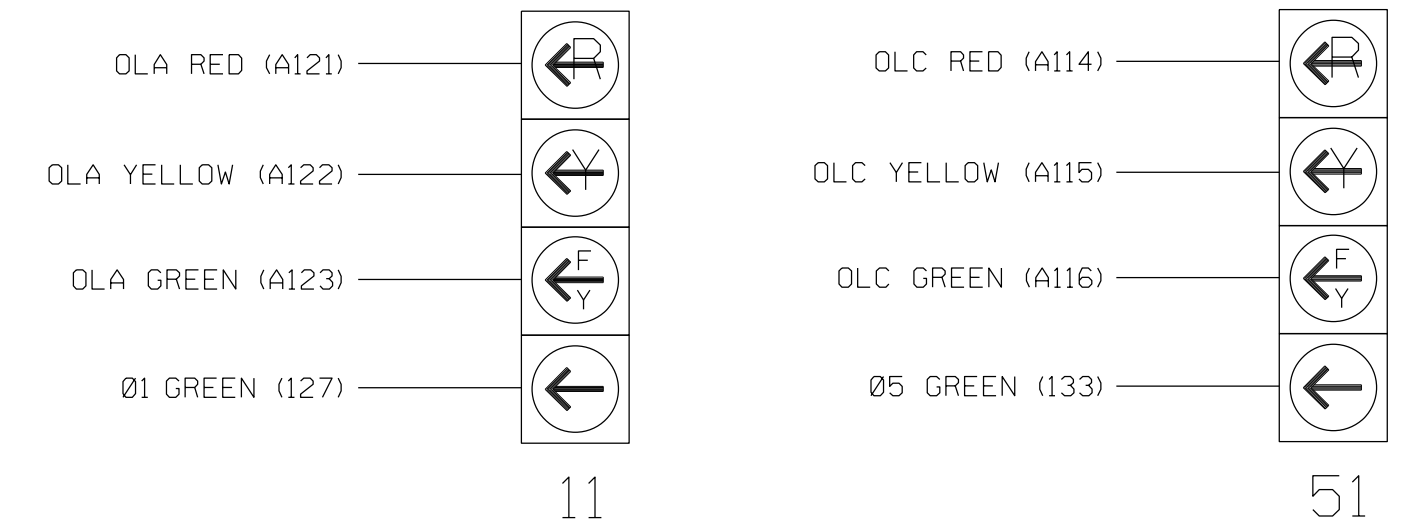 OLA RED (A121)
R
OLA YELLOW (A122)
Y
OLA GREEN (A123)
F
Y
Ø1 GREEN (127)
11
OLC RED (A114)
R
OLC YELLOW (A115)
Y
OLC GREEN (A116)
F
Y
Ø5 GREEN (133)
51